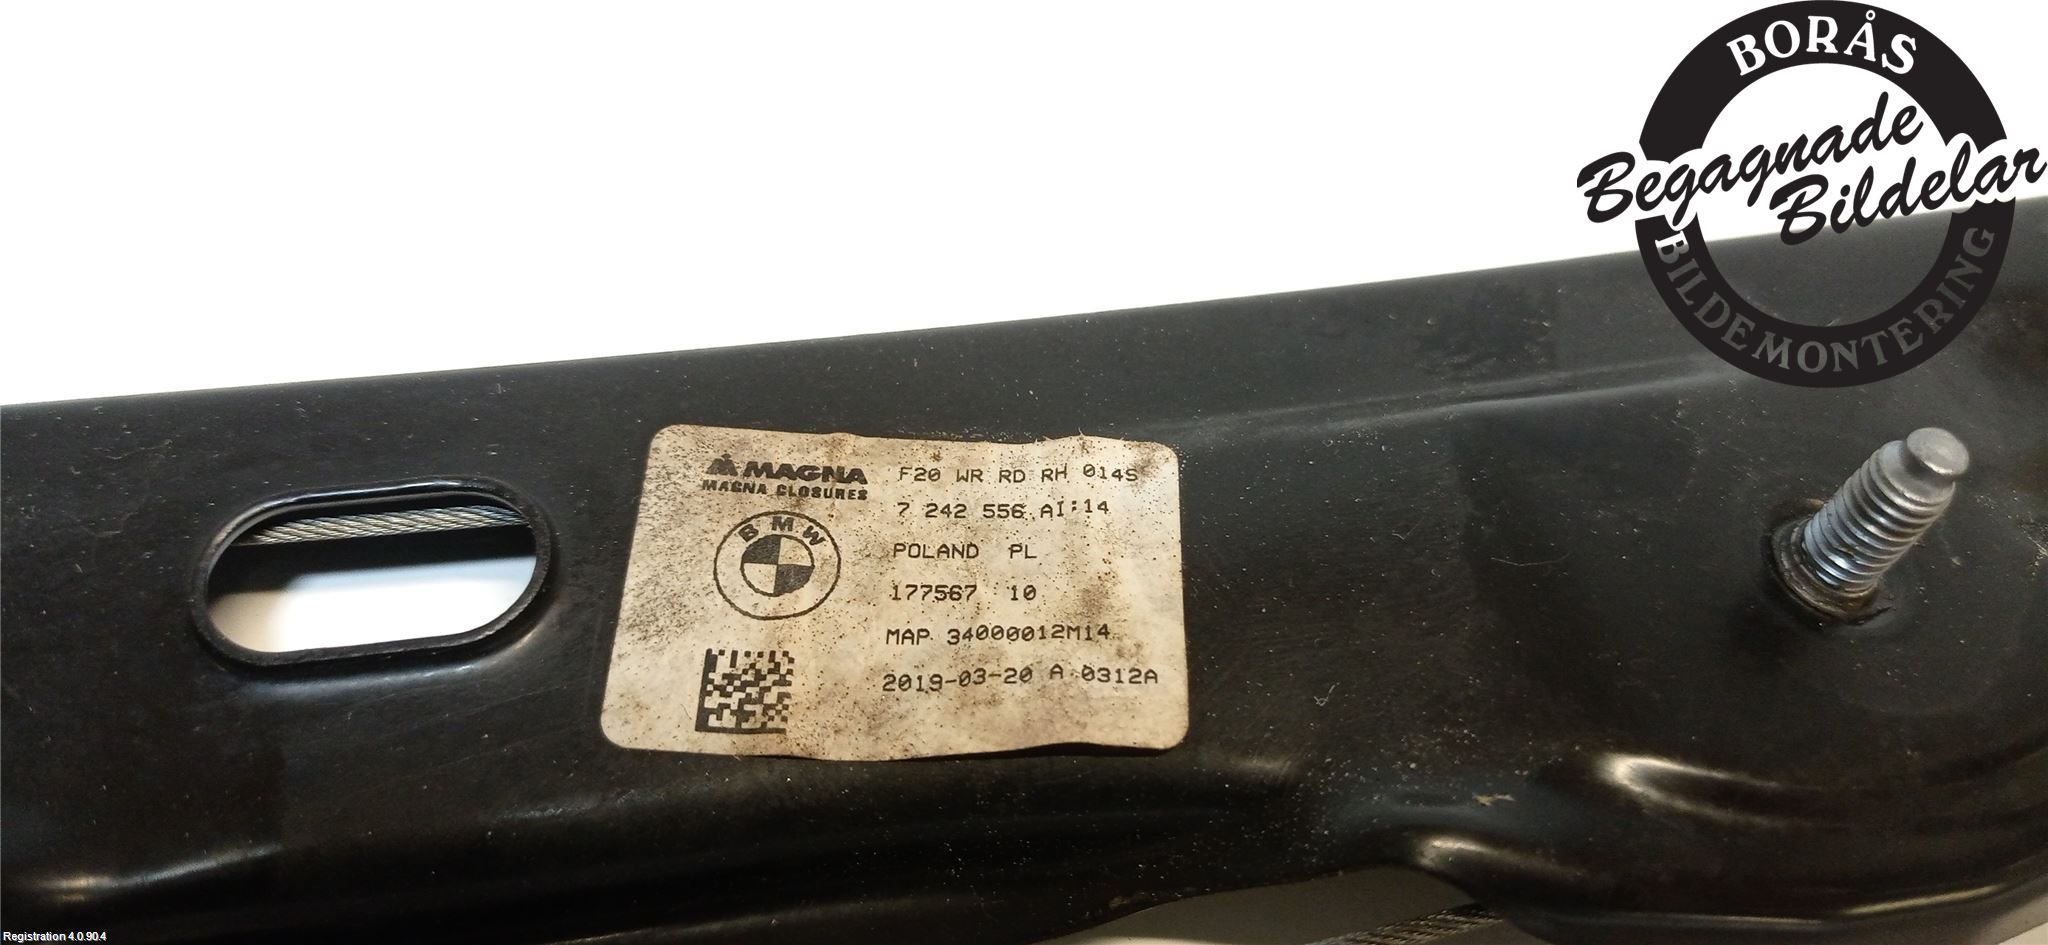 BORÅS
Begagnade
Bildelar
BILDEMONTERING
MAGNA
MAGNA CLOSURES
BMW
F20 WR RD RH 014S
7 242 556 AI:14
POLAND PL
177567 10
MAP 34000012M14
2019-03-20 A 0312A
Registration 4.0.90.4